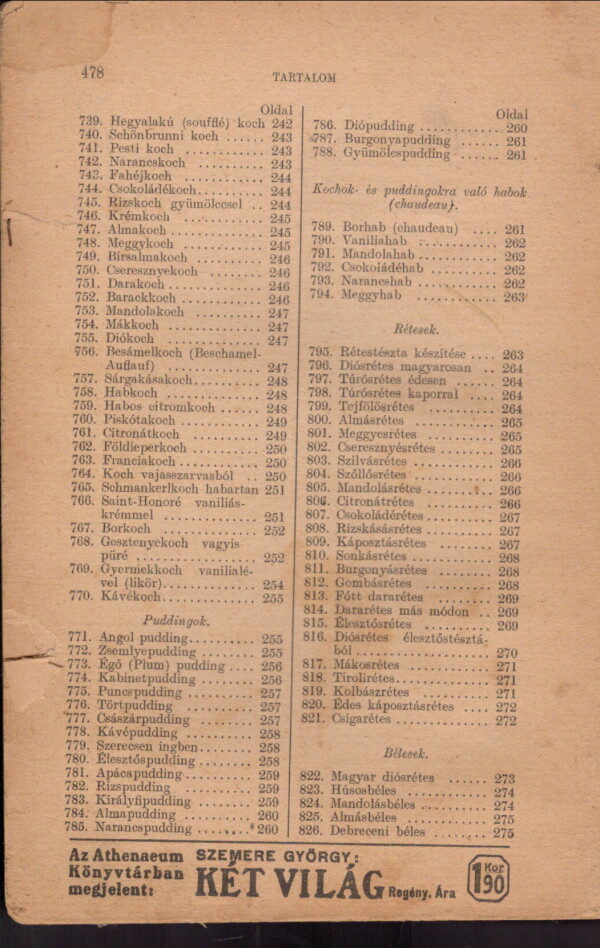 478
TARTALOM
Oldal
739. Hegyalakú (soufflé) koch 242
740. Schönbrunni koch ...... 243
741. Pesti koch ........... 243
742. Narancskoch .......... 243
743. Fahéjkoch ............ 244
744. Csokoládékoch......... 244
745. Rizskoch gyümölccsel .. 244
746. Krémkoch ............. 245
747. Almakoch ............. 245
748. Meggykoch ............ 245
749. Birsalmakoch ......... 246
750. Cseresznyekoch ....... 246
751. Darakoch ............. 246
752. Barackkoch ........... 246
753. Mandolakoch .......... 247
754. Mákkoch .............. 247
755. Diókoch .............. 247
756. Besámelkoch (Beschamel-
Auflauf) ............. 247
757. Sárgakásakoch......... 248
758. Habkoch .............. 248
759. Habos citromkoch ..... 248
760. Piskótakoch .......... 249
761. Citronátkoch ......... 249
762. Földieperkoch ........ 250
763. Franciakoch .......... 250
764. Koch vajasszarvasból .. 250
765. Schmankerlkoch habartan 251
766. Saint-Honoré vaniliás-
krémmel .............. 251
767. Borkoch .............. 252
768. Gesztenyekoch vagyis
püré ................. 252
769. Gyermekkoch vanilialé-
vel (likör)........... 254
770. Kávékoch ............. 255
Puddingok.
771. Angol pudding......... 255
772. Zsemlyepudding ....... 255
773. Égő (Plum) pudding ... 256
774. Kabinetpudding ....... 256
775. Puncspudding ......... 257
776. Törtpudding .......... 257
777. Császárpudding ....... 257
778. Kávépudding .......... 258
779. Szerecsen ingben...... 258
780. Élesztőspudding ...... 258
781. Apácapudding.......... 259
782. Rizspudding .......... 259
783. Királyfipudding ...... 259
784. Almapudding .......... 260
785. Narancspudding ....... 260
Oldal
786. Diópudding ........... 260
787. Burgonyapudding ...... 261
788. Gyümölcspudding ...... 261
Kochok- és puddingokra való habok
(chaudeau).
789. Borhab (chaudeau) .... 261
790. Vaniliahab ........... 262
791. Mandolahab ........... 262
792. Csokoládéhab ......... 262
793. Narancshab ........... 262
794. Meggyhab ............. 263
Rétesek.
795. Rétestészta készítése .... 263
796. Diósrétes magyarosan .. 264
797. Túrósrétes édesen ...... 264
798. Túrósrétes kaporral .... 264
799. Tejfölösrétes .......... 264
800. Almásrétes ............ 265
801. Meggyesrétes .......... 265
802. Cseresznyésrétes ....... 265
803. Szilvásrétes ........... 266
804. Szőllősrétes ........... 266
805. Mandolásrétes ......... 266
806. Citronátrétes .......... 266
807. Csokoládérétes......... 267
808. Rizskásásrétes ......... 267
809. Káposztásrétes ........ 267
810. Sonkásrétes ........... 268
811. Burgonyásrétes ........ 268
812. Gombásrétes .......... 268
813. Főtt dararétes ......... 269
814. Dararétes más módon .. 269
815. Élesztősrétes .......... 269
816. Diósrétes élesztőstésztá-
ból ................... 270
817. Mákosrétes ............ 271
818. Tirolirétes............. 271
819. Kolbászrétes .......... 271
820. Édes káposztásrétes .... 272
821. Csigarétes ............. 272
Bélesek.
822. Magyar diósrétes ...... 273
823. Húsosbéles ............ 274
824. Mandolásbéles ......... 274
825. Almásbéles ............ 275
826. Debreceni béles ....... 275
Az Athenaeum
Könyvtárban
megjelent:
SZEMERE GYÖRGY:
KÉT VILÁG Regény. Ára
1 Kor 90